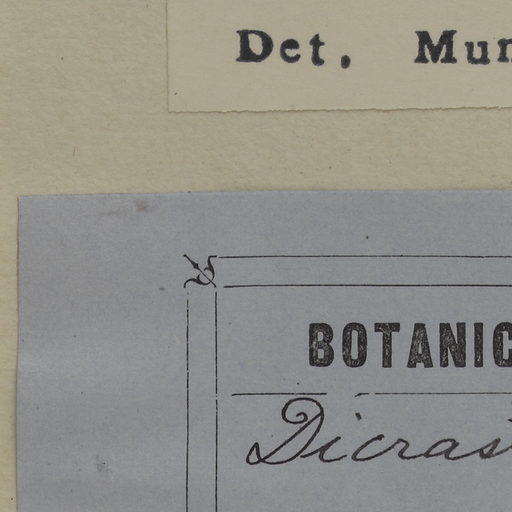 Det. Mun
BOTANIC
Dicras